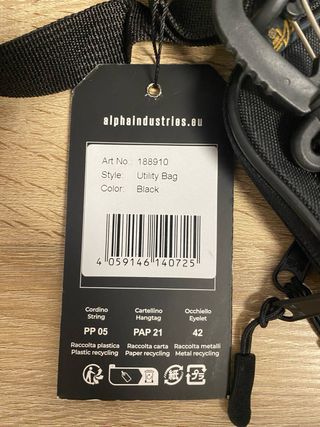 alphaindustries.eu
Art No.: 188910
Style: Utility Bag
Color: Black
4 059146 140725
Cordino Cartellino Occhiello
String Hangtag Eyelet
PP 05 PAP 21 42
Raccolta plastica Raccolta carta Raccolta metalli
Plastic recycling Paper recycling Metal recycling
紙